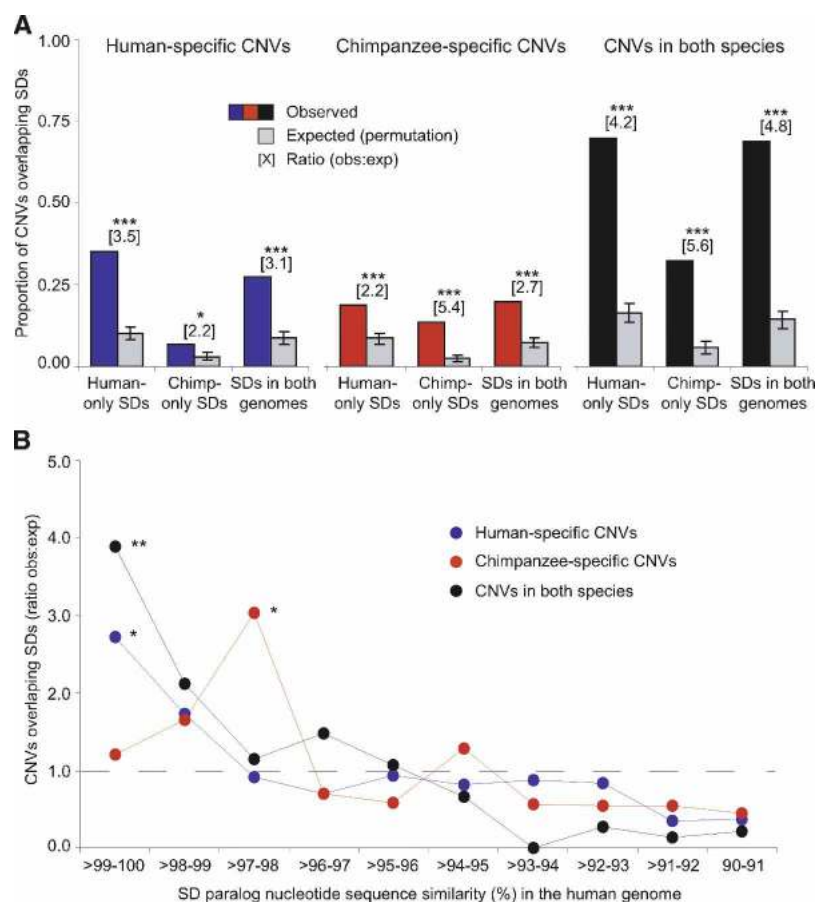 A
Human-specific CNVs Chimpanzee-specific CNVs CNVs in both species
Proportion of CNVs overlapping SDs
1.00
0.75
0.50
0.25
0.00
Observed
Expected (permutation)
[X] Ratio (obs:exp)
***
[3.5]
*
[2.2]
***
[3.1]
***
[2.2]
***
[5.4]
***
[2.7]
***
[4.2]
***
[5.6]
***
[4.8]
Human- Chimp- SDs in both Human- Chimp- SDs in both Human- Chimp- SDs in both
only SDs only SDs genomes only SDs only SDs genomes only SDs only SDs genomes
B
CNVs overlaping SDs (ratio obs:exp)
5.0
4.0
3.0
2.0
1.0
0.0
**
*
*
Human-specific CNVs
Chimpanzee-specific CNVs
CNVs in both species
>99-100 >98-99 >97-98 >96-97 >95-96 >94-95 >93-94 >92-93 >91-92 90-91
SD paralog nucleotide sequence similarity (%) in the human genome